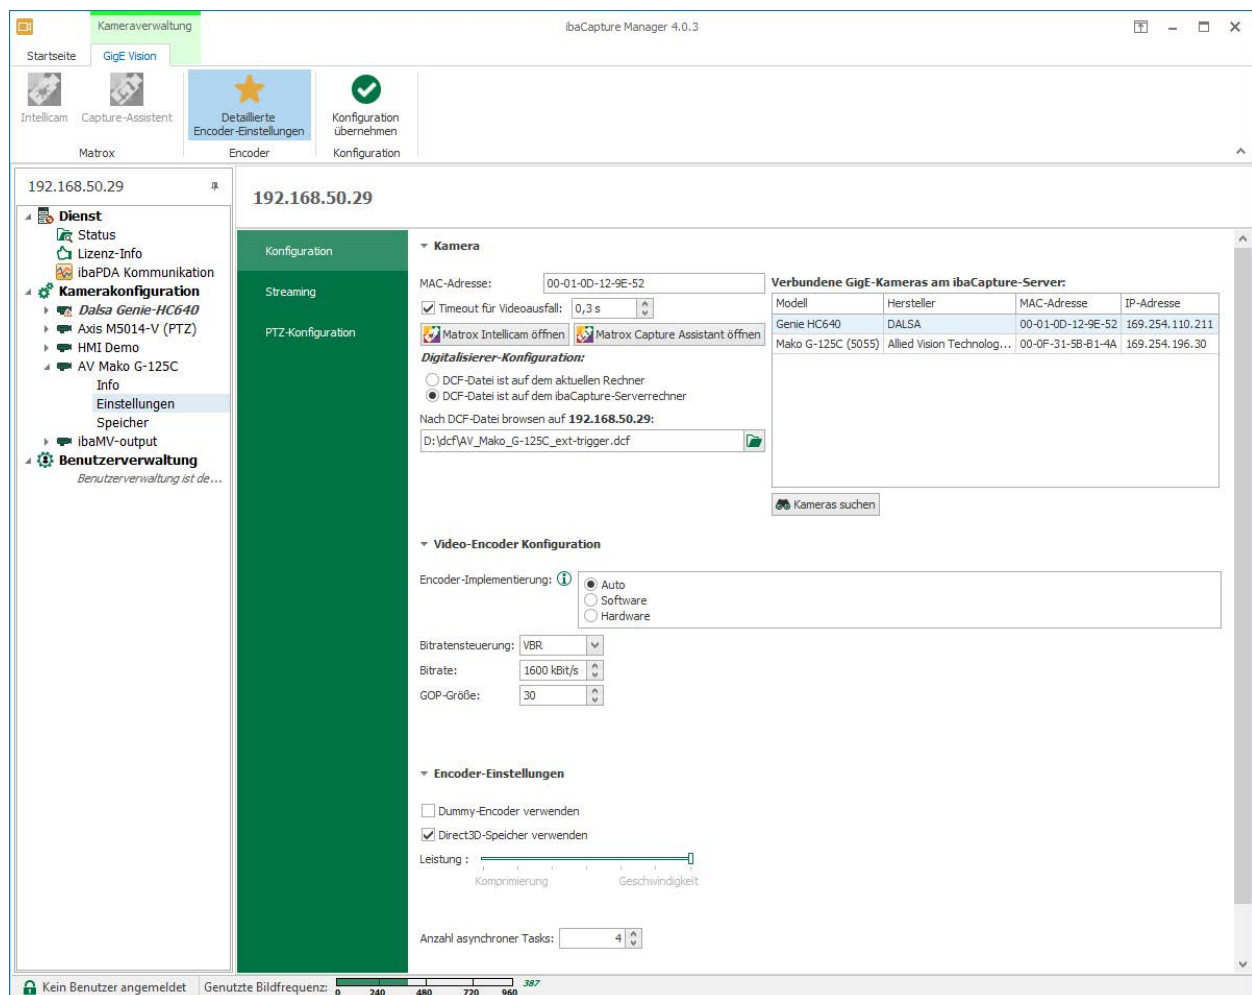 Kameraverwaltung
ibaCapture Manager 4.0.3
Startseite GigE Vision
Intellicam Capture-Assistent Detaillierte Encoder-Einstellungen Konfiguration übernehmen
Matrox Encoder Konfiguration
192.168.50.29
192.168.50.29
Dienst
Status
Lizenz-Info
ibaPDA Kommunikation
Kamerakonfiguration
Dalsa Genie-HC640
Axis M5014-V (PTZ)
HMI Demo
AV Mako G-125C
Info
Einstellungen
Speicher
ibaMV-output
Benutzerverwaltung
Benutzerverwaltung ist de...
Konfiguration
Streaming
PTZ-Konfiguration
Kamera
MAC-Adresse: 00-01-0D-12-9E-52
Timeout für Videoausfall: 0,3 s
Matrox Intellicam öffnen Matrox Capture Assistant öffnen
Digitalisierer-Konfiguration:
DCF-Datei ist auf dem aktuellen Rechner
DCF-Datei ist auf dem ibaCapture-Serverrechner
Nach DCF-Datei browsen auf 192.168.50.29:
D:\dcf\AV_Mako_G-125C_ext-trigger.dcf
Verbundene GigE-Kameras am ibaCapture-Server:
Modell Hersteller MAC-Adresse IP-Adresse
Genie HC640 DALSA 00-01-0D-12-9E-52 169.254.110.211
Mako G-125C (5055) Allied Vision Technolog... 00-0F-31-5B-B1-4A 169.254.196.30
Kameras suchen
Video-Encoder Konfiguration
Encoder-Implementierung: Auto
Software
Hardware
Bitratensteuerung: VBR
Bitrate: 1600 kBit/s
GOP-Größe: 30
Encoder-Einstellungen
Dummy-Encoder verwenden
Direct3D-Speicher verwenden
Leistung :
Komprimierung Geschwindigkeit
Anzahl asynchroner Tasks: 4
Kein Benutzer angemeldet Genutzte Bildfrequenz: 0 240 480 720 960 387